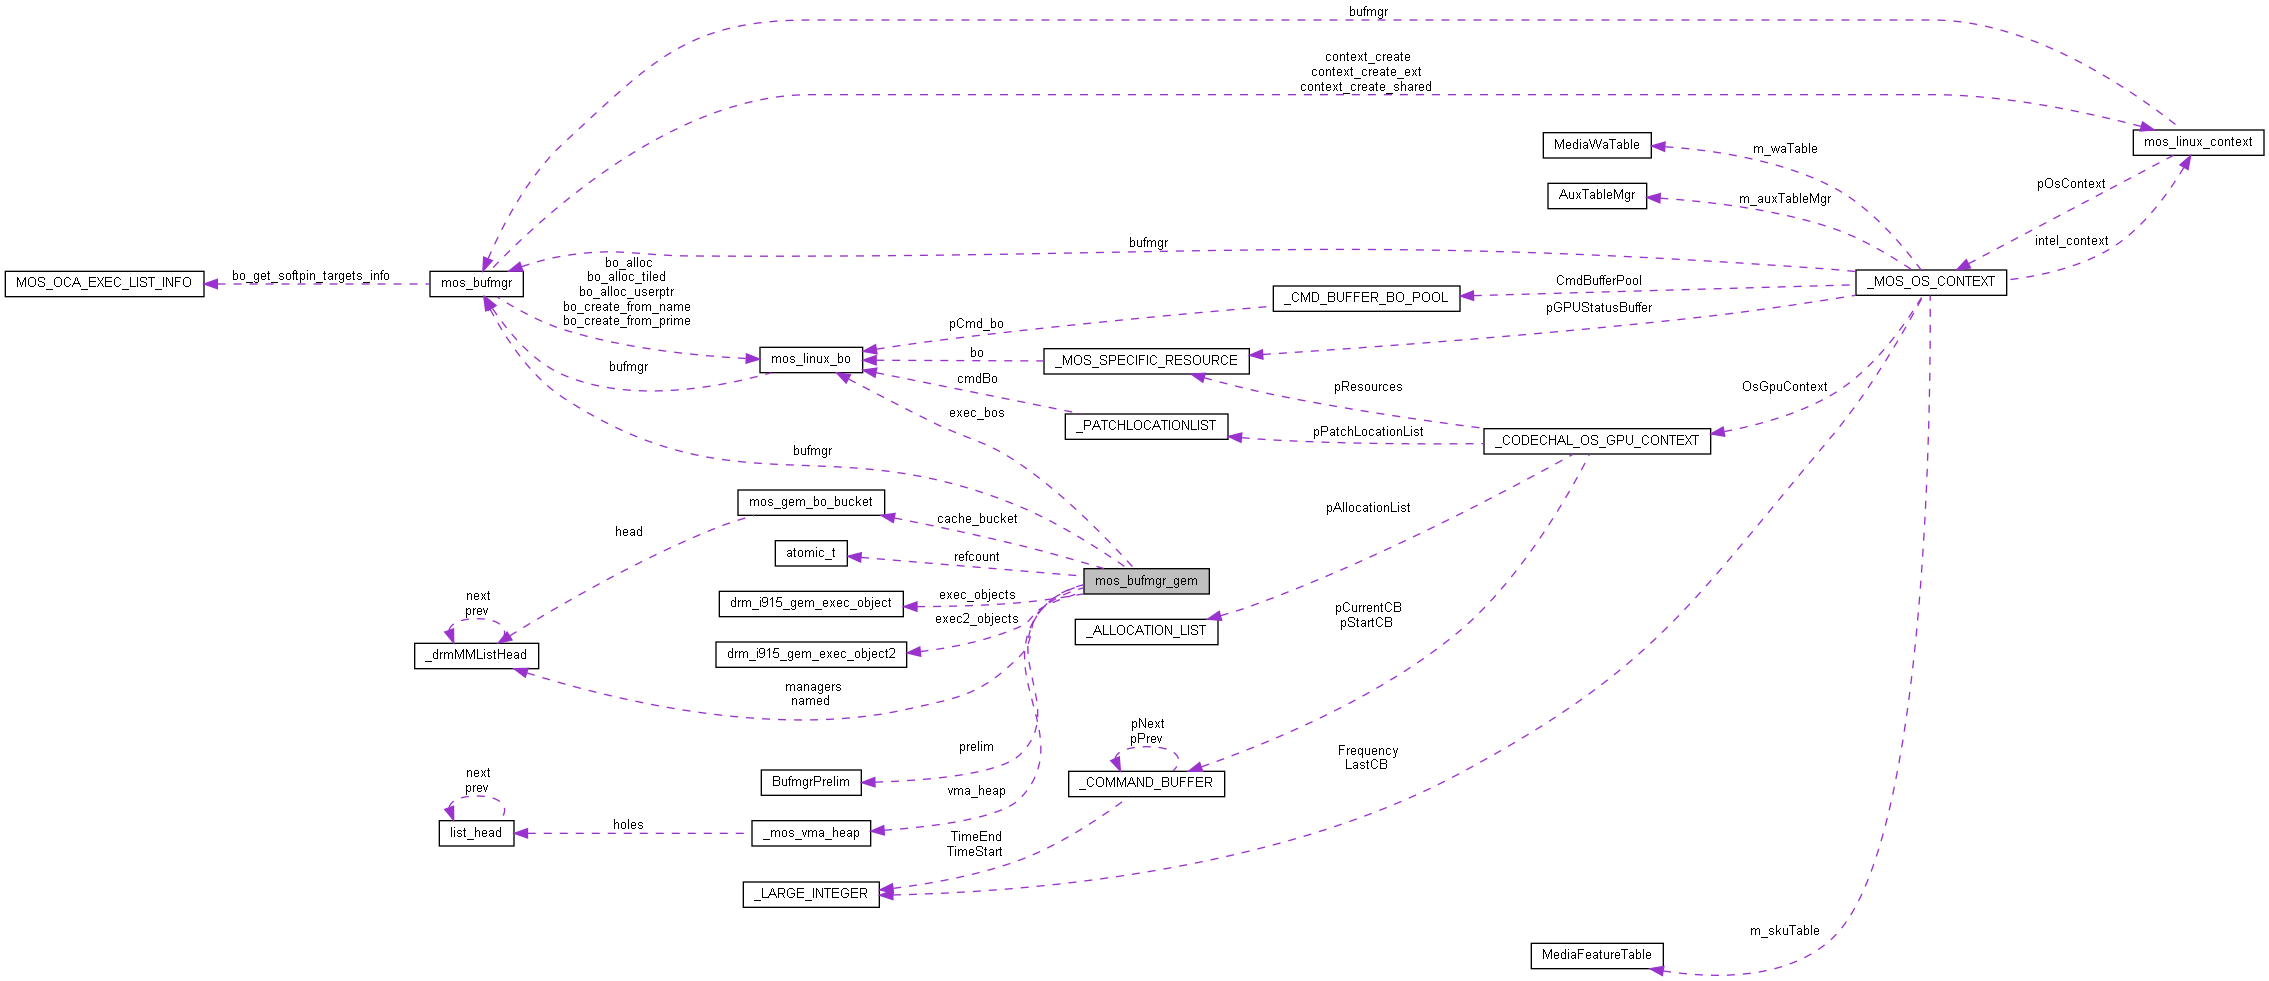 bufmgr
context_create
context_create_ext
context_create_shared
MediaWaTable
m_waTable
mos_linux_context
AuxTableMgr
m_auxTableMgr
pOsContext
bufmgr
intel_context
MOS_OCA_EXEC_LIST_INFO
bo_get_softpin_targets_info
mos_bufmgr
bo_alloc
bo_alloc_tiled
bo_alloc_userptr
bo_create_from_name
bo_create_from_prime
_CMD_BUFFER_BO_POOL
CmdBufferPool
_MOS_OS_CONTEXT
pGPUStatusBuffer
pCmd_bo
mos_linux_bo
bo
_MOS_SPECIFIC_RESOURCE
bufmgr
cmdBo
pResources
OsGpuContext
exec_bos
_PATCHLOCATIONLIST
pPatchLocationList
_CODECHAL_OS_GPU_CONTEXT
bufmgr
mos_gem_bo_bucket
cache_bucket
pAllocationList
head
atomic_t
refcount
mos_bufmgr_gem
next
prev
drm_i915_gem_exec_object
exec_objects
exec2_objects
pCurrentCB
pStartCB
_ALLOCATION_LIST
_drmMMListHead
drm_i915_gem_exec_object2
managers
named
pNext
pPrev
prelim
Frequency
LastCB
next
prev
BufmgrPrelim
vma_heap
_COMMAND_BUFFER
list_head
holes
_mos_vma_heap
TimeEnd
TimeStart
_LARGE_INTEGER
m_skuTable
MediaFeatureTable